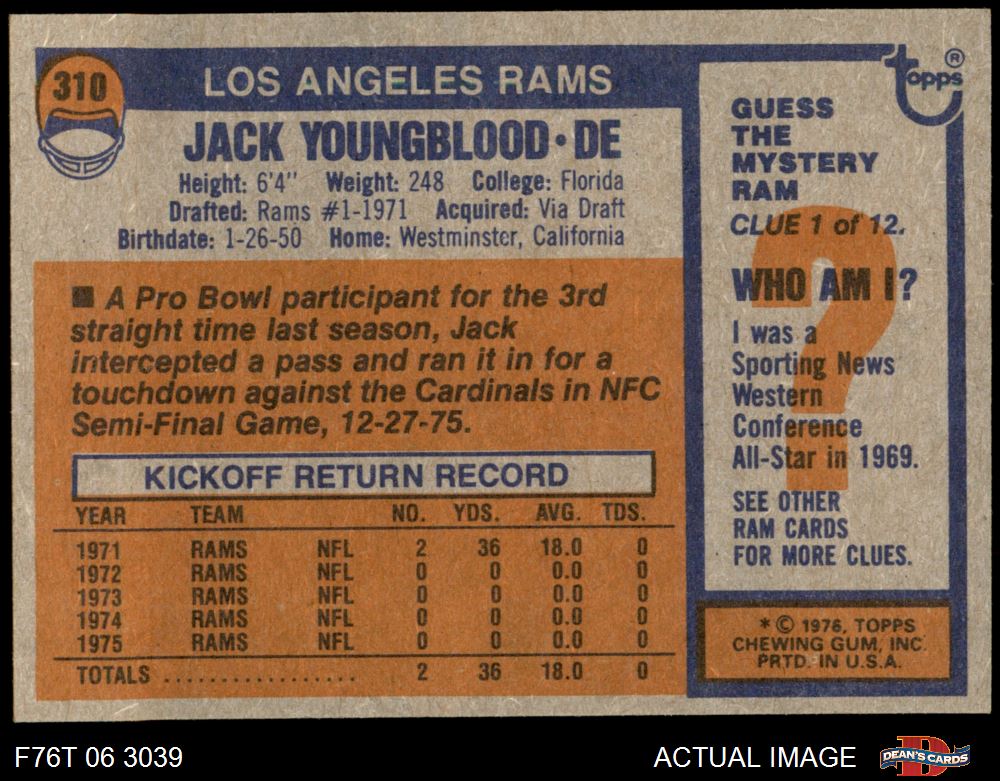 310
LOS ANGELES RAMS
JACK YOUNGBLOOD • DE
Height: 6'4" Weight: 248 College: Florida
Drafted: Rams #1-1971 Acquired: Via Draft
Birthdate: 1-26-50 Home: Westminster, California
■ A Pro Bowl participant for the 3rd
straight time last season, Jack
intercepted a pass and ran it in for a
touchdown against the Cardinals in NFC
Semi-Final Game, 12-27-75.
KICKOFF RETURN RECORD
YEAR TEAM NO. YDS. AVG. TDS.
1971 RAMS NFL 2 36 18.0 0
1972 RAMS NFL 0 0 0.0 0
1973 RAMS NFL 0 0 0.0 0
1974 RAMS NFL 0 0 0.0 0
1975 RAMS NFL 0 0 0.0 0
TOTALS ................. 2 36 18.0 0
topps®
GUESS
THE
MYSTERY
RAM
CLUE 1 of 12.
?
WHO AM I?
I was a
Sporting News
Western
Conference
All-Star in 1969.
SEE OTHER
RAM CARDS
FOR MORE CLUES.
* © 1976, TOPPS
CHEWING GUM, INC.
PRTD. IN U.S.A.
F76T 06 3039
ACTUAL IMAGE
D
DEAN'S CARDS